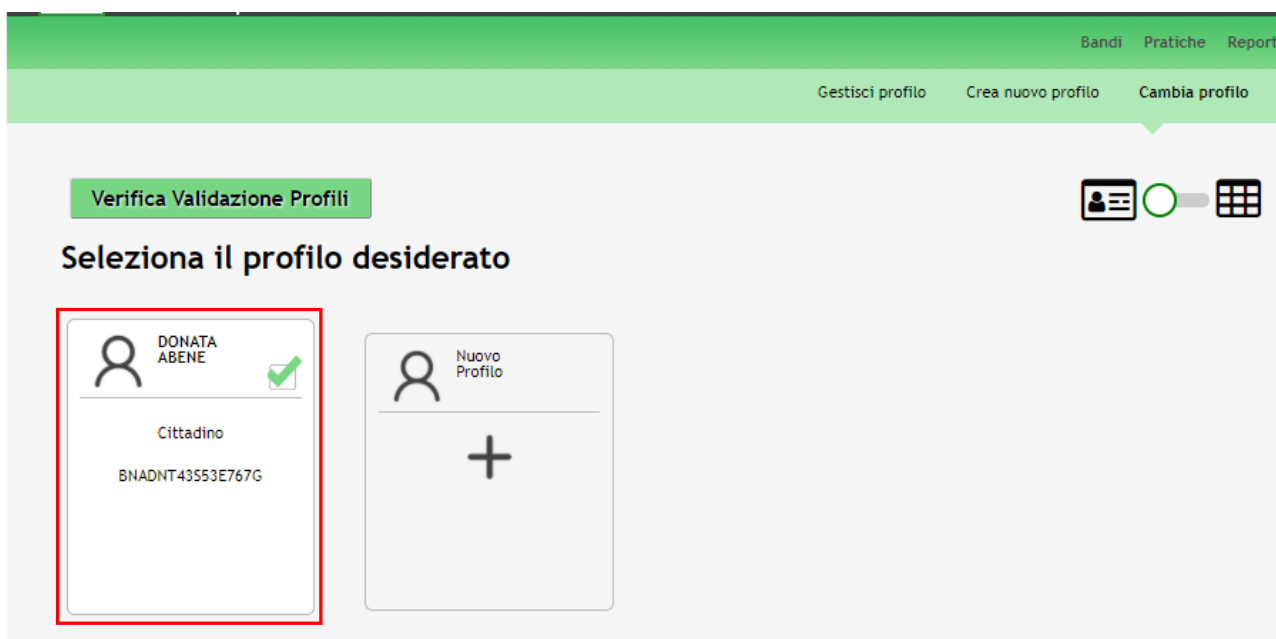 Bandi Pratiche Report
Gestisci profilo Crea nuovo profilo Cambia profilo
Verifica Validazione Profili
Seleziona il profilo desiderato
DONATA
ABENE
Cittadino
BNADNT43S53E767G
Nuovo
Profilo